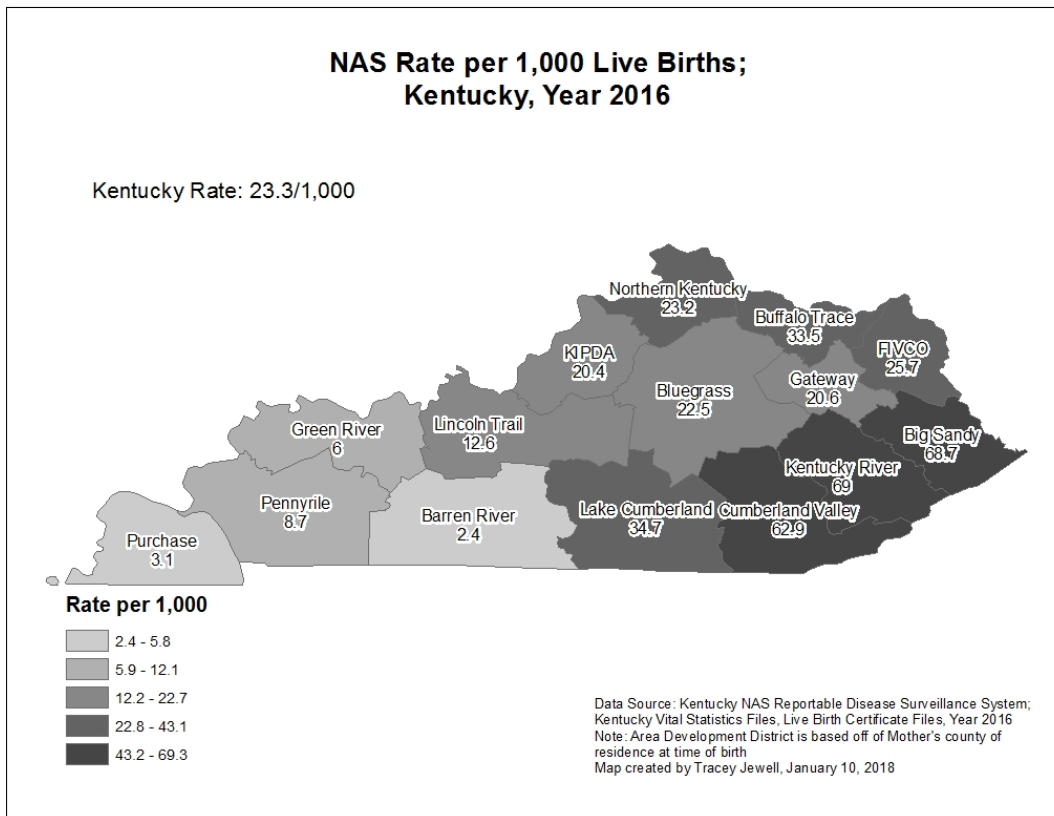 NAS Rate per 1,000 Live Births;
Kentucky, Year 2016
Kentucky Rate: 23.3/1,000
Northern Kentucky
23.2
Buffalo Trace
33.5
FIVCO
25.7
KIPDA
20.4
Bluegrass
22.5
Gateway
20.6
Green River
6
Lincoln Trail
12.6
Big Sandy
68.7
Kentucky River
69
Pennyrile
8.7
Barren River
2.4
Lake Cumberland
34.7
Cumberland Valley
62.9
Purchase
3.1
Rate per 1,000
2.4 - 5.8
5.9 - 12.1
12.2 - 22.7
22.8 - 43.1
43.2 - 69.3
Data Source: Kentucky NAS Reportable Disease Surveillance System;
Kentucky Vital Statistics Files, Live Birth Certificate Files, Year 2016
Note: Area Development District is based off of Mother's county of
residence at time of birth
Map created by Tracey Jewell, January 10, 2018